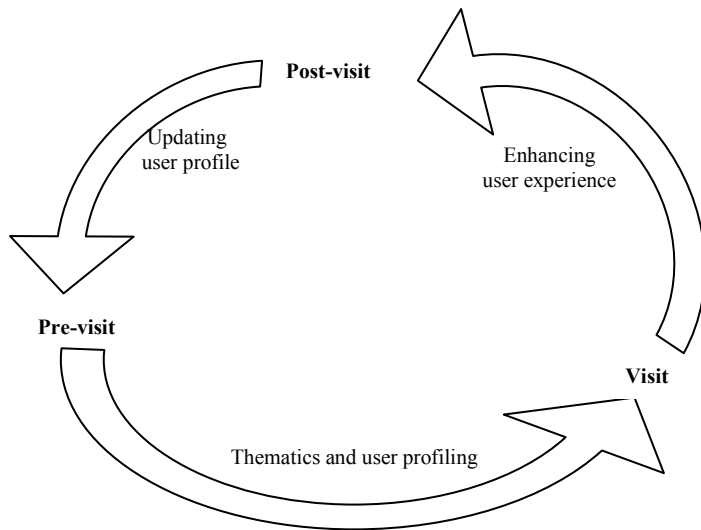 Post-visit
Updating
user profile
Enhancing
user experience
Pre-visit
Visit
Thematics and user profiling